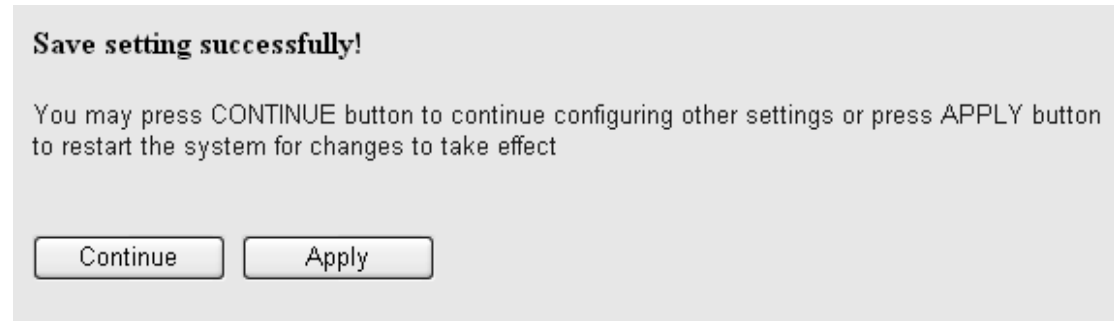 Save setting successfully!
You may press CONTINUE button to continue configuring other settings or press APPLY button
to restart the system for changes to take effect
Continue
Apply